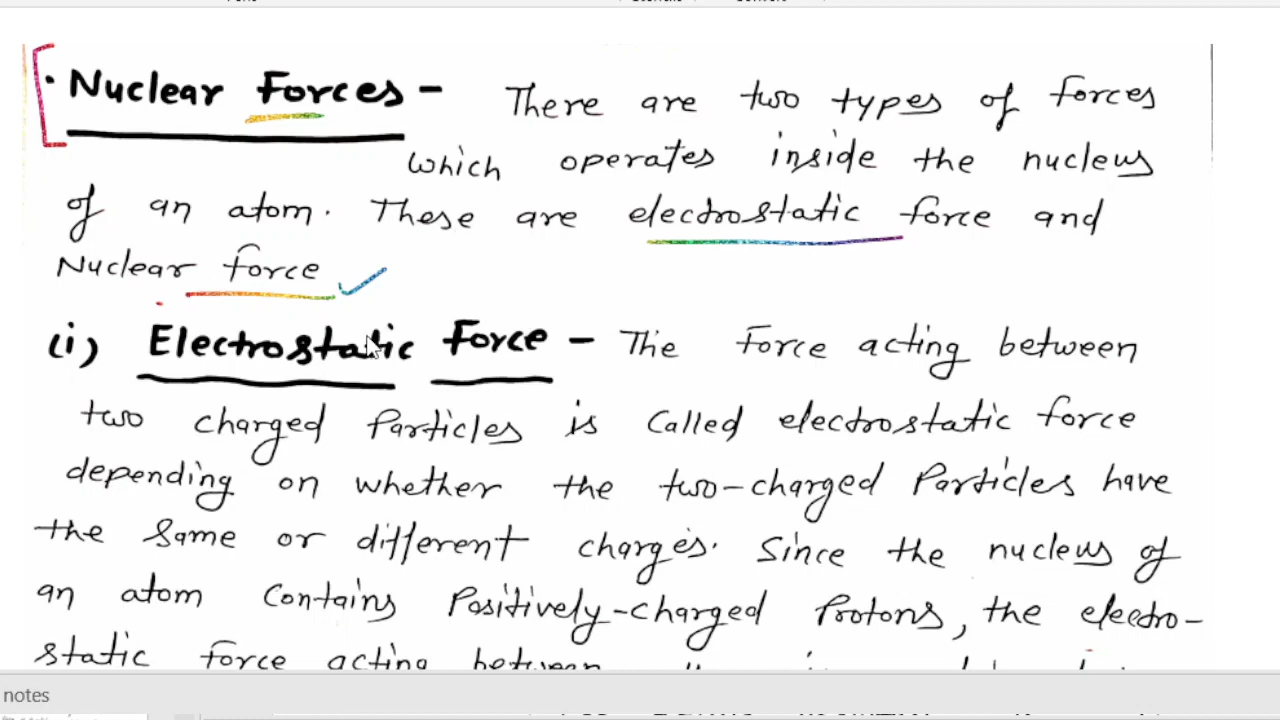 · Nuclear Forces - There are two types of forces
which operates inside the nucleus
of an atom. These are electrostatic force and
Nuclear force
(i) Electrostatic Force - The Force acting between
two charged Particles is Called electrostatic force
depending on whether the two-charged Particles have
the Same or different charges. Since the nucleus of
an atom Contains Positively-charged Protons, the electro-
static force acting between
notes